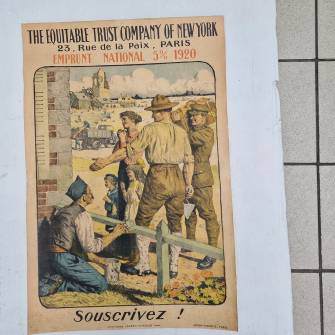 THE EQUITABLE TRUST COMPANY OF NEW YORK
23, Rue de la Paix, PARIS
EMPRUNT NATIONAL 5% 1920
Souscrivez !